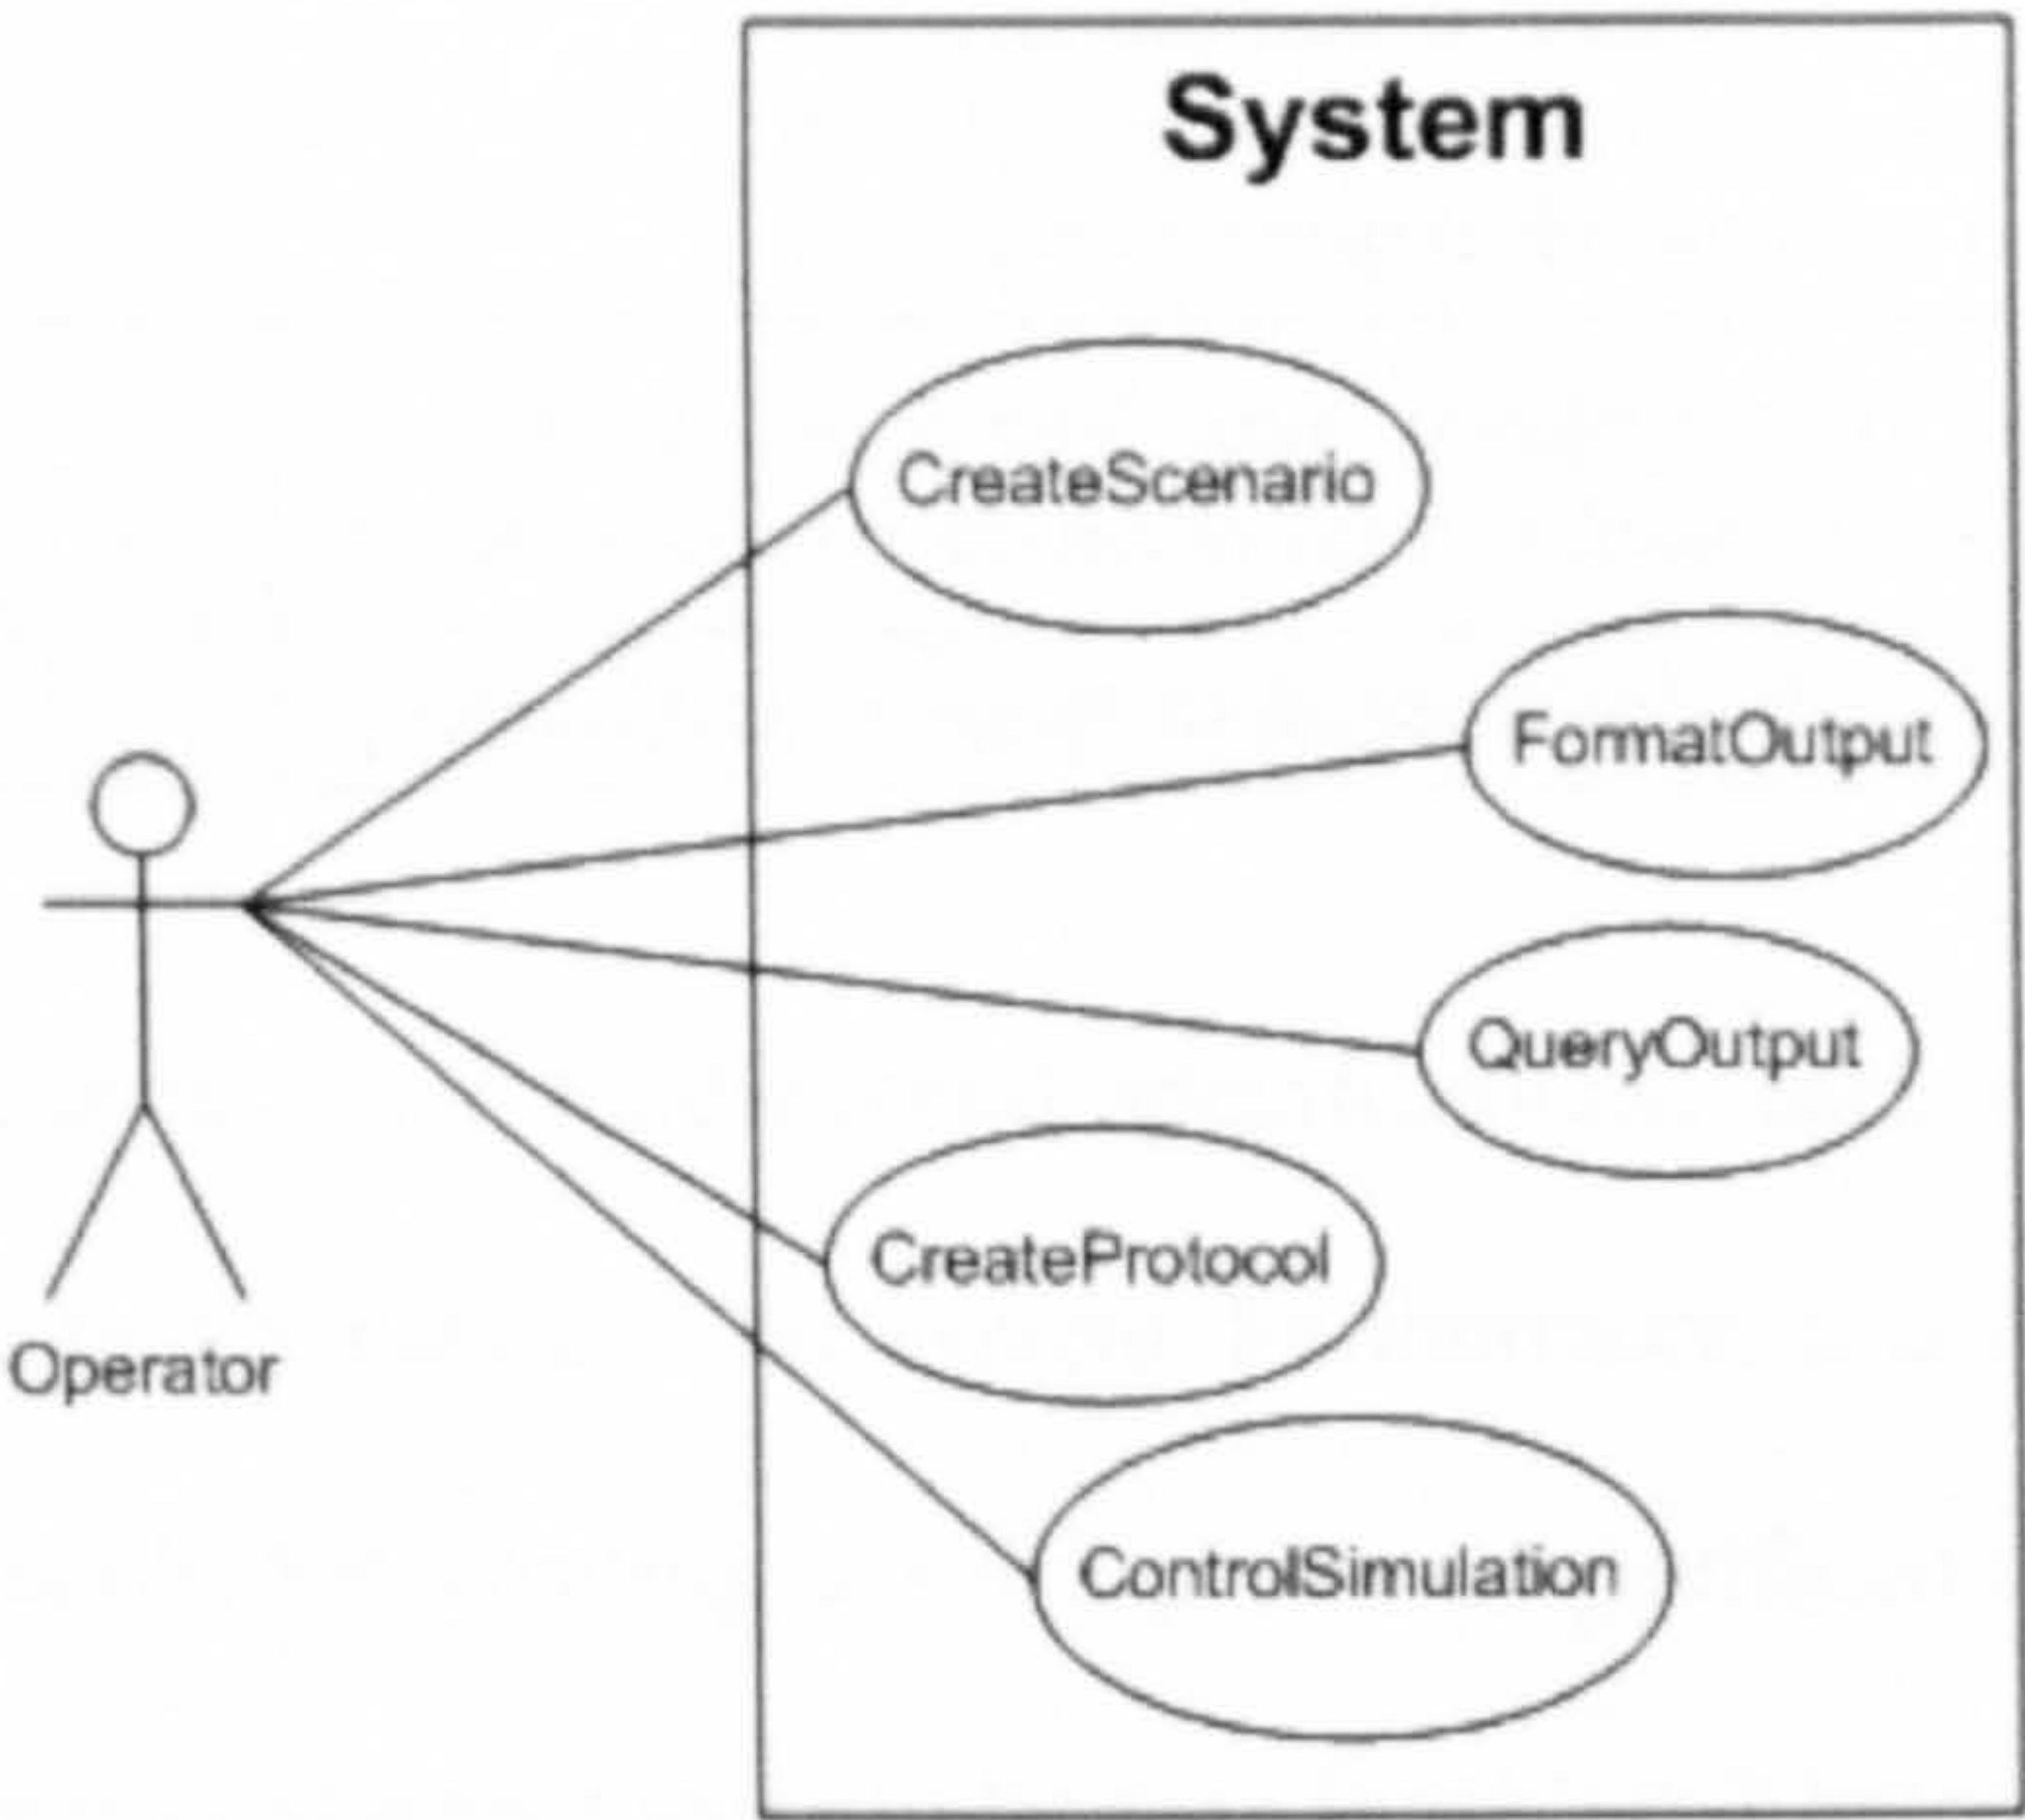 System
CreateScenario
FormatOutput
QueryOutput
CreateProtocol
ControlSimulation
Operator